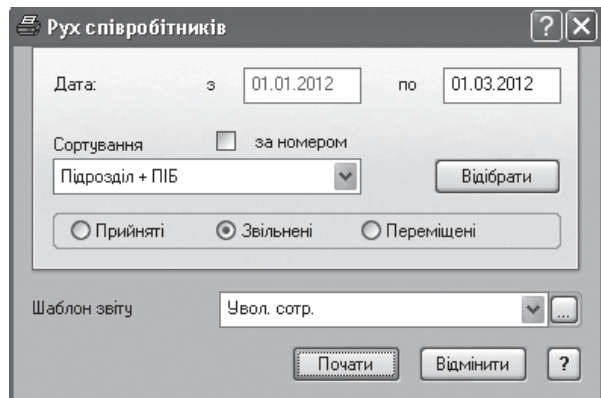 Рух співробітників
Дата: з 01.01.2012 по 01.03.2012
Сортування за номером
Підрозділ + ПІБ Відібрати
Прийняті Звільнені Переміщені
Шаблон звіту Увол. сотр. ...
Почати Відмінити ?